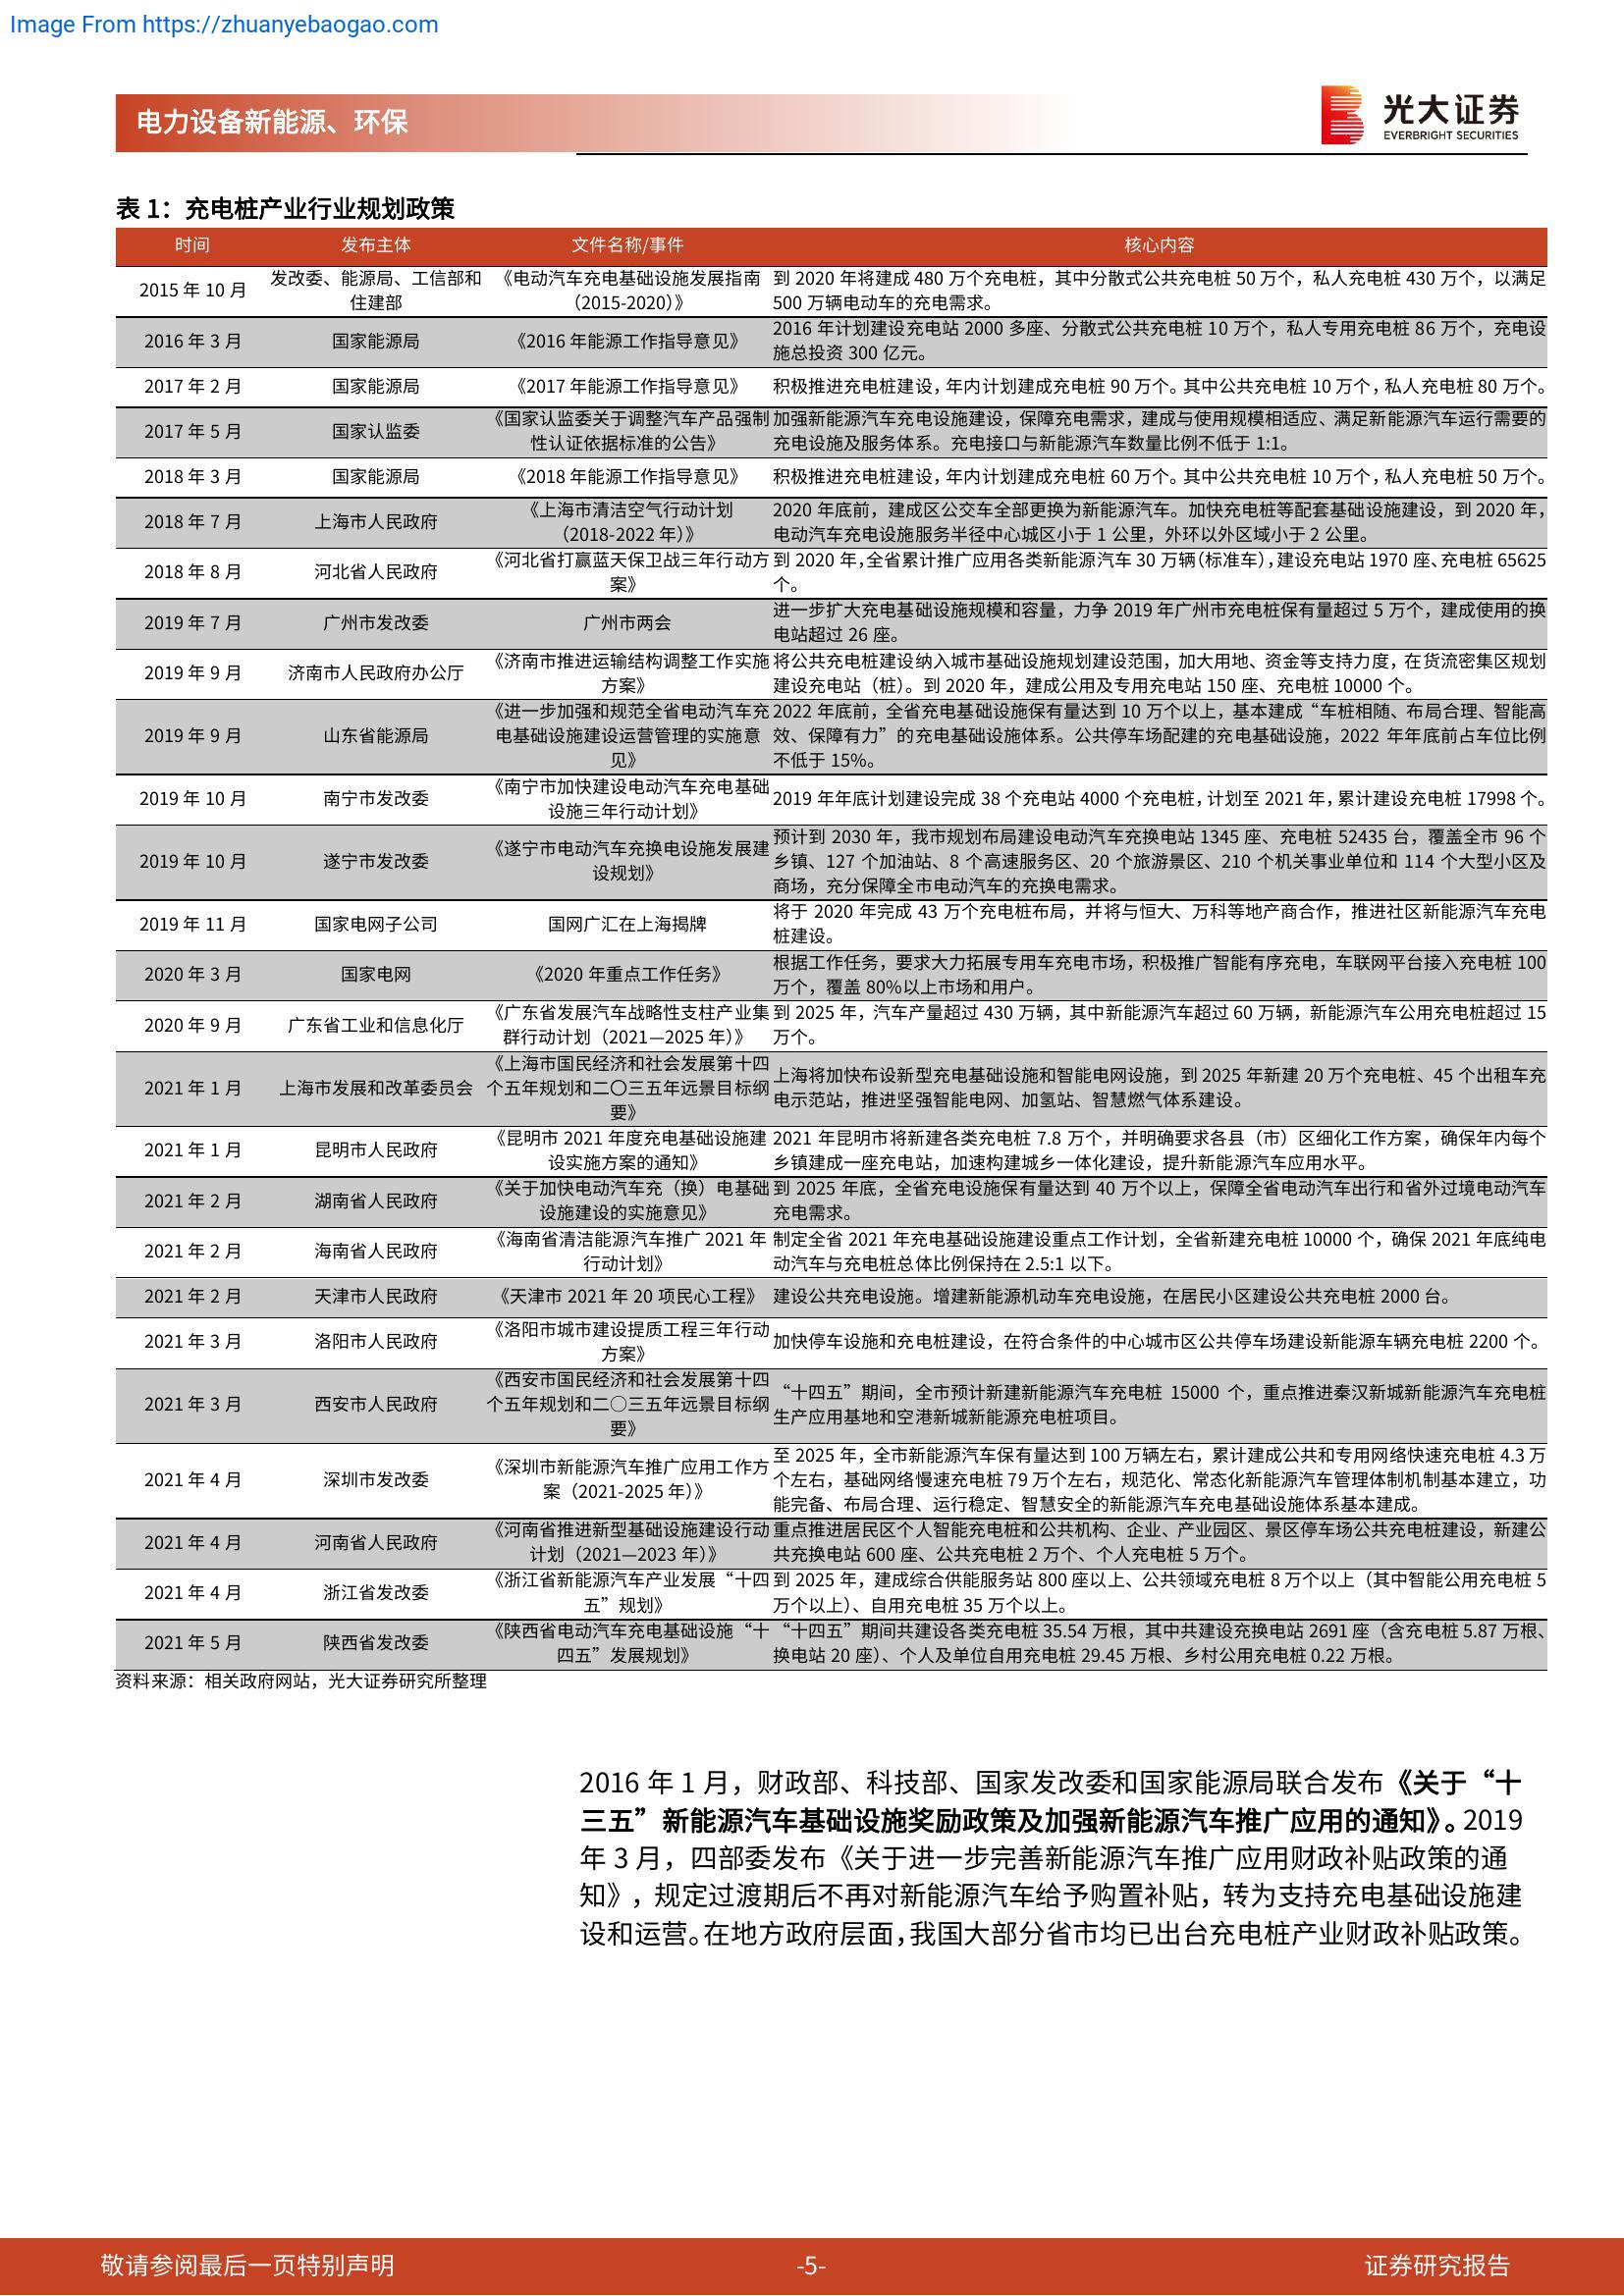 Image From https://zhuanyebaogao.com
电力设备新能源、环保
光大证券
EVERBRIGHT SECURITIES
表 1：充电桩产业行业规划政策
时间 发布主体 文件名称/事件 核心内容
2015 年 10 月 发改委、能源局、工信部和 《电动汽车充电基础设施发展指南 到 2020 年将建成 480 万个充电桩，其中分散式公共充电桩 50 万个，私人充电桩 430 万个，以满足
住建部 （2015-2020）》 500 万辆电动车的充电需求。
2016 年 3 月 国家能源局 《2016 年能源工作指导意见》 2016 年计划建设充电站 2000 多座、分散式公共充电桩 10 万个，私人专用充电桩 86 万个，充电设
施总投资 300 亿元。
2017 年 2 月 国家能源局 《2017 年能源工作指导意见》 积极推进充电桩建设，年内计划建成充电桩 90 万个。其中公共充电桩 10 万个，私人充电桩 80 万个。
2017 年 5 月 国家认监委 《国家认监委关于调整汽车产品强制 加强新能源汽车充电设施建设，保障充电需求，建成与使用规模相适应、满足新能源汽车运行需要的
性认证依据标准的公告》 充电设施及服务体系。充电接口与新能源汽车数量比例不低于 1:1。
2018 年 3 月 国家能源局 《2018 年能源工作指导意见》 积极推进充电桩建设，年内计划建成充电桩 60 万个。其中公共充电桩 10 万个，私人充电桩 50 万个。
2018 年 7 月 上海市人民政府 《上海市清洁空气行动计划 2020 年底前，建成区公交车全部更换为新能源汽车。加快充电桩等配套基础设施建设，到 2020 年，
（2018-2022 年）》 电动汽车充电设施服务半径中心城区小于 1 公里，外环以外区域小于 2 公里。
2018 年 8 月 河北省人民政府 《河北省打赢蓝天保卫战三年行动方 到 2020 年，全省累计推广应用各类新能源汽车 30 万辆（标准车），建设充电站 1970 座、充电桩 65625
案》 个。
2019 年 7 月 广州市发改委 广州市两会 进一步扩大充电基础设施规模和容量，力争 2019 年广州市充电桩保有量超过 5 万个，建成使用的换
电站超过 26 座。
2019 年 9 月 济南市人民政府办公厅 《济南市推进运输结构调整工作实施 将公共充电桩建设纳入城市基础设施规划建设范围，加大用地、资金等支持力度，在货流密集区规划
方案》 建设充电站（桩）。到 2020 年，建成公用及专用充电站 150 座、充电桩 10000 个。
2019 年 9 月 山东省能源局 《进一步加强和规范全省电动汽车充 2022 年底前，全省充电基础设施保有量达到 10 万个以上，基本建成“车桩相随、布局合理、智能高
电基础设施建设运营管理的实施意 效、保障有力”的充电基础设施体系。公共停车场配建的充电基础设施，2022 年年底前占车位比例
见》 不低于 15%。
2019 年 10 月 南宁市发改委 《南宁市加快建设电动汽车充电基础 2019 年年底计划建设完成 38 个充电站 4000 个充电桩，计划至 2021 年，累计建设充电桩 17998 个。
设施三年行动计划》
2019 年 10 月 遂宁市发改委 《遂宁市电动汽车充换电设施发展建 预计到 2030 年，我市规划布局建设电动汽车充换电站 1345 座、充电桩 52435 台，覆盖全市 96 个
设规划》 乡镇、127 个加油站、8 个高速服务区、20 个旅游景区、210 个机关事业单位和 114 个大型小区及
商场，充分保障全市电动汽车的充换电需求。
2019 年 11 月 国家电网子公司 国网广汇在上海揭牌 将于 2020 年完成 43 万个充电桩布局，并将与恒大、万科等地产商合作，推进社区新能源汽车充电
桩建设。
2020 年 3 月 国家电网 《2020 年重点工作任务》 根据工作任务，要求大力拓展专用车充电市场，积极推广智能有序充电，车联网平台接入充电桩 100
万个，覆盖 80%以上市场和用户。
2020 年 9 月 广东省工业和信息化厅 《广东省发展汽车战略性支柱产业集 到 2025 年，汽车产量超过 430 万辆，其中新能源汽车超过 60 万辆，新能源汽车公用充电桩超过 15
群行动计划（2021—2025 年）》 万个。
2021 年 1 月 上海市发展和改革委员会 《上海市国民经济和社会发展第十四 上海将加快布设新型充电基础设施和智能电网设施，到 2025 年新建 20 万个充电桩、45 个出租车充
个五年规划和二〇三五年远景目标纲 电示范站，推进坚强智能电网、加氢站、智慧燃气体系建设。
要》
2021 年 1 月 昆明市人民政府 《昆明市 2021 年度充电基础设施建 2021 年昆明市将新建各类充电桩 7.8 万个，并明确要求各县（市）区细化工作方案，确保年内每个
设实施方案的通知》 乡镇建成一座充电站，加速构建城乡一体化建设，提升新能源汽车应用水平。
2021 年 2 月 湖南省人民政府 《关于加快电动汽车充（换）电基础 到 2025 年底，全省充电设施保有量达到 40 万个以上，保障全省电动汽车出行和省外过境电动汽车
设施建设的实施意见》 充电需求。
2021 年 2 月 海南省人民政府 《海南省清洁能源汽车推广 2021 年 制定全省 2021 年充电基础设施建设重点工作计划，全省新建充电桩 10000 个，确保 2021 年底纯电
行动计划》 动汽车与充电桩总体比例保持在 2.5:1 以下。
2021 年 2 月 天津市人民政府 《天津市 2021 年 20 项民心工程》 建设公共充电设施。增建新能源机动车充电设施，在居民小区建设公共充电桩 2000 台。
2021 年 3 月 洛阳市人民政府 《洛阳市城市建设提质工程三年行动 加快停车设施和充电桩建设，在符合条件的中心城市区公共停车场建设新能源车辆充电桩 2200 个。
方案》
2021 年 3 月 西安市人民政府 《西安市国民经济和社会发展第十四 “十四五”期间，全市预计新建新能源汽车充电桩 15000 个，重点推进秦汉新城新能源汽车充电桩
个五年规划和二〇三五年远景目标纲 生产应用基地和空港新城新能源充电桩项目。
要》
2021 年 4 月 深圳市发改委 《深圳市新能源汽车推广应用工作方 至 2025 年，全市新能源汽车保有量达到 100 万辆左右，累计建成公共和专用网络快速充电桩 4.3 万
案（2021-2025 年）》 个左右，基础网络慢速充电桩 79 万个左右，规范化、常态化新能源汽车管理体制机制基本建立，功
能完备、布局合理、运行稳定、智慧安全的新能源汽车充电基础设施体系基本建成。
2021 年 4 月 河南省人民政府 《河南省推进新型基础设施建设行动 重点推进居民区个人智能充电桩和公共机构、企业、产业园区、景区停车场公共充电桩建设，新建公
计划（2021—2023 年）》 共充换电站 600 座、公共充电桩 2 万个、个人充电桩 5 万个。
2021 年 4 月 浙江省发改委 《浙江省新能源汽车产业发展“十四 到 2025 年，建成综合供能服务站 800 座以上、公共领域充电桩 8 万个以上（其中智能公用充电桩 5
五”规划》 万个以上）、自用充电桩 35 万个以上。
2021 年 5 月 陕西省发改委 《陕西省电动汽车充电基础设施“十 “十四五”期间共建设各类充电桩 35.54 万根，其中共建设充换电站 2691 座（含充电桩 5.87 万根、
四五”发展规划》 换电站 20 座）、个人及单位自用充电桩 29.45 万根、乡村公用充电桩 0.22 万根。
资料来源：相关政府网站，光大证券研究所整理
2016 年 1 月，财政部、科技部、国家发改委和国家能源局联合发布《关于“十
三五”新能源汽车基础设施奖励政策及加强新能源汽车推广应用的通知》。2019
年 3 月，四部委发布《关于进一步完善新能源汽车推广应用财政补贴政策的通
知》，规定过渡期后不再对新能源汽车给予购置补贴，转为支持充电基础设施建
设和运营。在地方政府层面，我国大部分省市均已出台充电桩产业财政补贴政策。
敬请参阅最后一页特别声明 -5- 证券研究报告